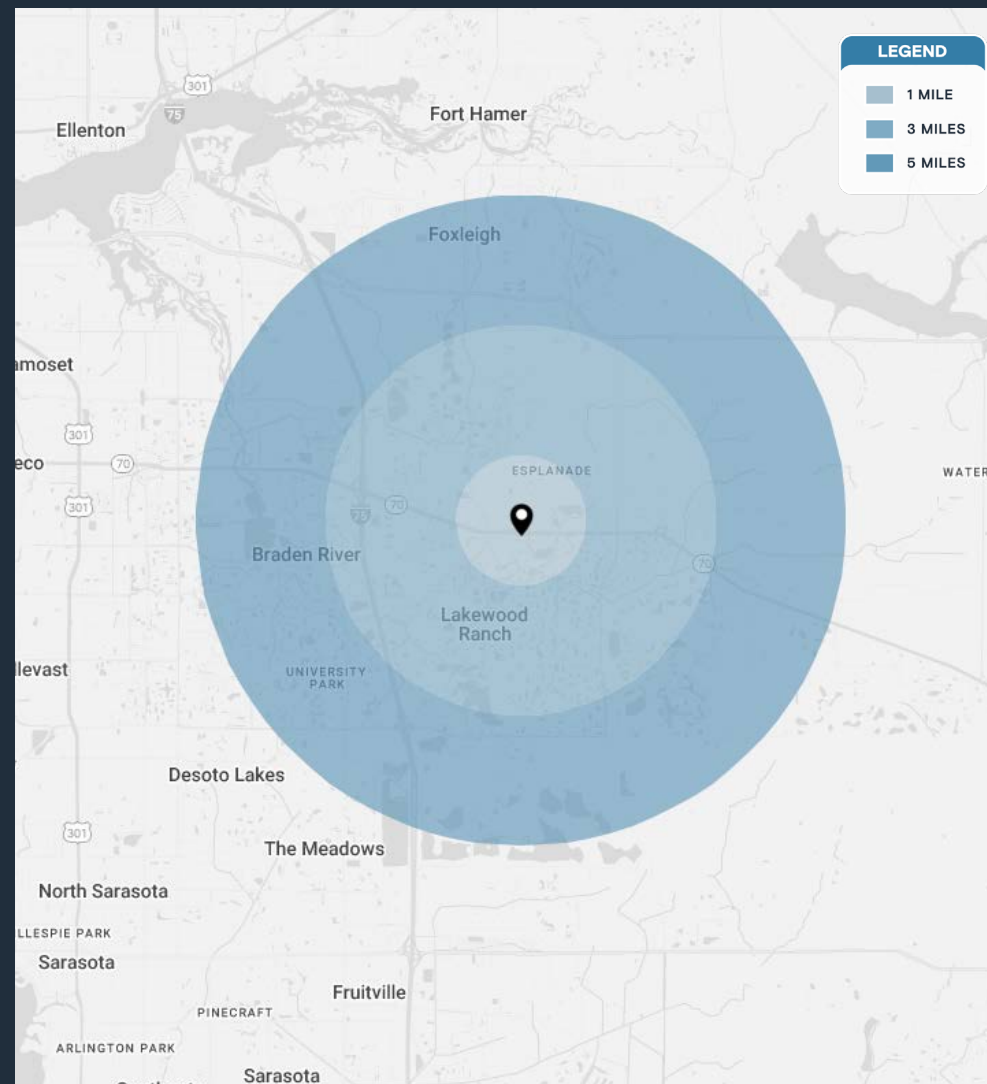 LEGEND
1 MILE
3 MILES
5 MILES
301
75
Fort Hamer
Ellenton
Foxleigh
amoset
301
70
eco
ESPLANADE
WATER
301
75
70
Braden River
70
Lakewood
Ranch
llevast
UNIVERSITY
PARK
Desoto Lakes
301
The Meadows
North Sarasota
LLESPIE PARK
Sarasota
Fruitville
PINECRAFT
ARLINGTON PARK
Sarasota